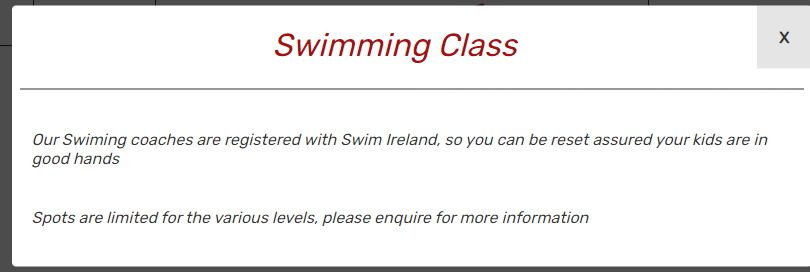 Swimming Class
X
Our Swiming coaches are registered with Swim Ireland, so you can be reset assured your kids are in
good hands
Spots are limited for the various levels, please enquire for more information